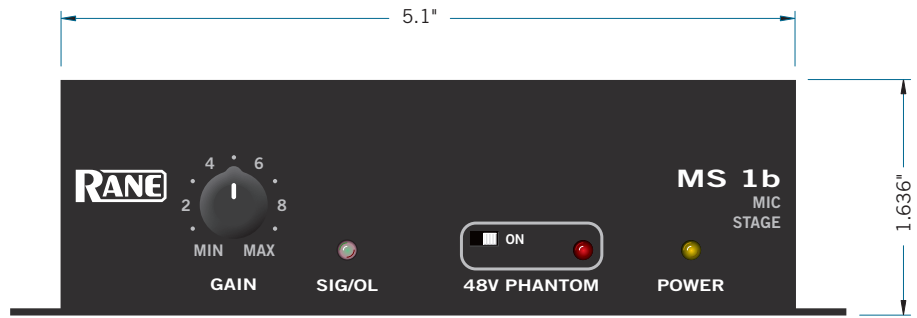 5.1"
RANE
4 6
2 8
MIN MAX
GAIN
SIG/OL
ON
48V PHANTOM
POWER
MS 1b
MIC
STAGE
1.636"